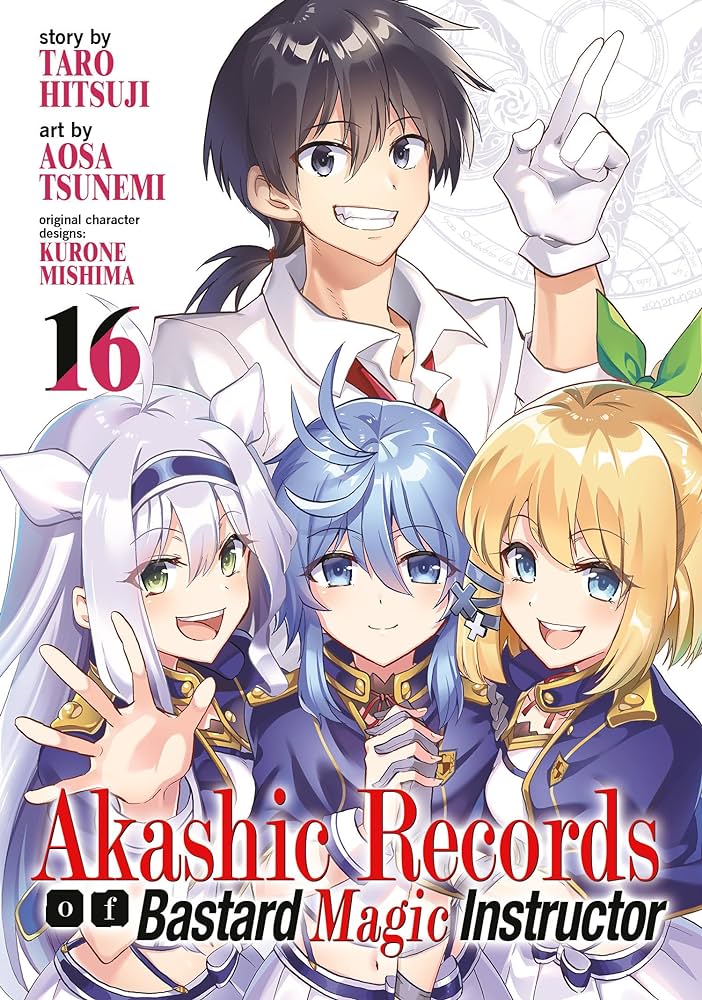 story by
TARO
HITSUJI
art by
AOSA
TSUNEMI
original character
designs:
KURONE
MISHIMA
16
Akashic Records
of Bastard Magic Instructor